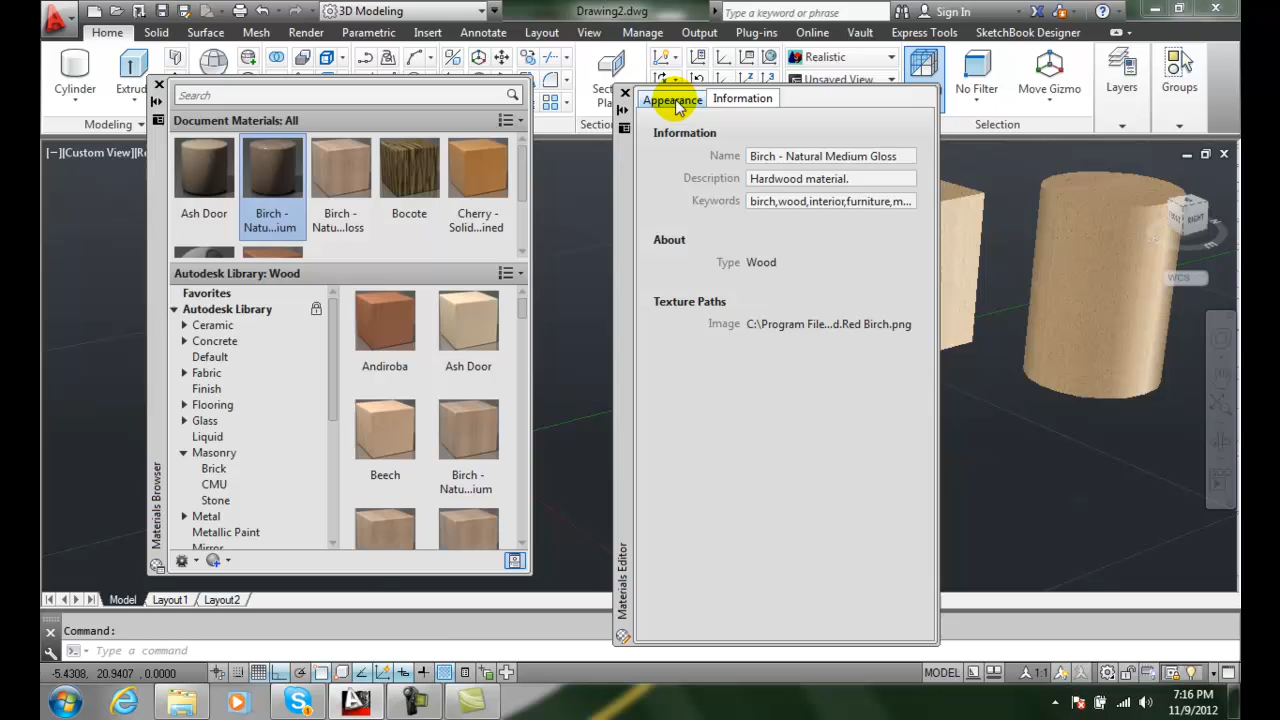 3D Modeling
Drawing2.dwg
Type a keyword or phrase
Sign In
Home Solid Surface Mesh Render Parametric Insert Annotate Layout View Manage Output Plug-ins Online Vault Express Tools SketchBook Designer
Realistic
Unsaved View
Cylinder
No Filter
Move Gizmo
Layers
Groups
Modeling
Selection
Search
Document Materials: All
Ash Door
Birch -
Natu...ium
Birch -
Natu...loss
Bocote
Cherry -
Solid...ined
Autodesk Library: Wood
Favorites
Autodesk Library
Ceramic
Concrete
Default
Fabric
Finish
Flooring
Glass
Liquid
Masonry
Brick
CMU
Stone
Metal
Metallic Paint
Mirror
Andiroba
Ash Door
Beech
Birch -
Natu...ium
Materials Browser
Appearance Information
Information
Name Birch - Natural Medium Gloss
Description Hardwood material.
Keywords birch,wood,interior,furniture,m...
About
Type Wood
Texture Paths
Image C:\Program File...d.Red Birch.png
Materials Editor
[−][Custom View][Re
RIGHT
WCS
Model Layout1 Layout2
Command:
Type a command
-5.4308, 20.9407, 0.0000
MODEL
1:1
7:16 PM
11/9/2012